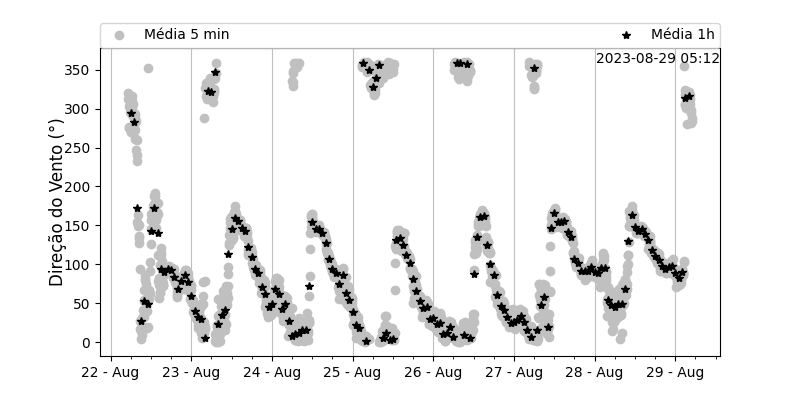 Média 5 min
Média 1h
2023-08-29 05:12
Direção do Vento (°)
350
300
250
200
150
100
50
0
22 - Aug
23 - Aug
24 - Aug
25 - Aug
26 - Aug
27 - Aug
28 - Aug
29 - Aug